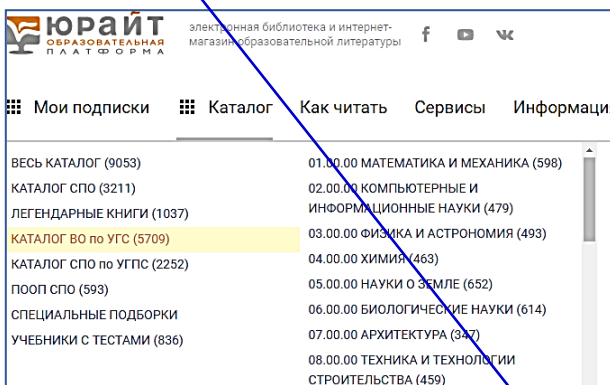 юрайт
ОБРАЗОВАТЕЛЬНАЯ
ПЛАТФОРМА
электронная библиотека и интернет-
магазин образовательной литературы
Мои подписки
Каталог
Как читать
Сервисы
Информаци
ВЕСЬ КАТАЛОГ (9053)
КАТАЛОГ СПО (3211)
ЛЕГЕНДАРНЫЕ КНИГИ (1037)
КАТАЛОГ ВО по УГС (5709)
КАТАЛОГ СПО по УГПС (2252)
ПООП СПО (593)
СПЕЦИАЛЬНЫЕ ПОДБОРКИ
УЧЕБНИКИ С ТЕСТАМИ (836)
01.00.00 МАТЕМАТИКА И МЕХАНИКА (598)
02.00.00 КОМПЬЮТЕРНЫЕ И
ИНФОРМАЦИОННЫЕ НАУКИ (479)
03.00.00 ФИЗИКА И АСТРОНОМИЯ (493)
04.00.00 ХИМИЯ (463)
05.00.00 НАУКИ О ЗЕМЛЕ (652)
06.00.00 БИОЛОГИЧЕСКИЕ НАУКИ (614)
07.00.00 АРХИТЕКТУРА (347)
08.00.00 ТЕХНИКА И ТЕХНОЛОГИИ
СТРОИТЕЛЬСТВА (459)